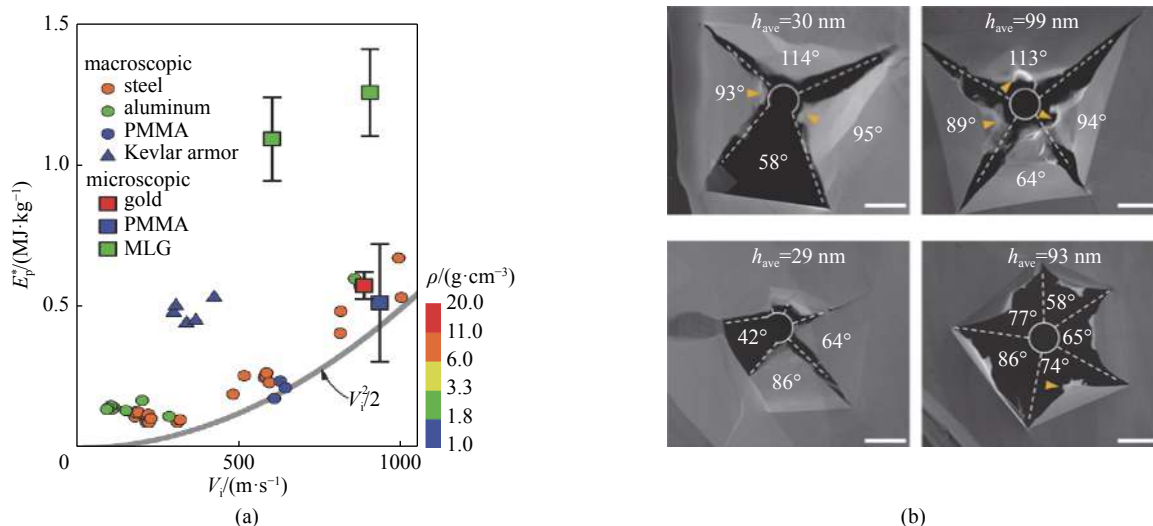 1.5
1.0
0.5
0
500
1000
E*p/(MJ·kg⁻¹)
Vi/(m·s⁻¹)
macroscopic
steel
aluminum
PMMA
Kevlar armor
microscopic
gold
PMMA
MLG
Vi²/2
ρ/(g·cm⁻³)
20.0
11.0
6.0
3.3
1.8
1.0
(a)
have=30 nm
114°
93°
95°
58°
have=99 nm
113°
89°
94°
64°
have=29 nm
42°
64°
86°
have=93 nm
58°
77°
65°
86°
74°
(b)